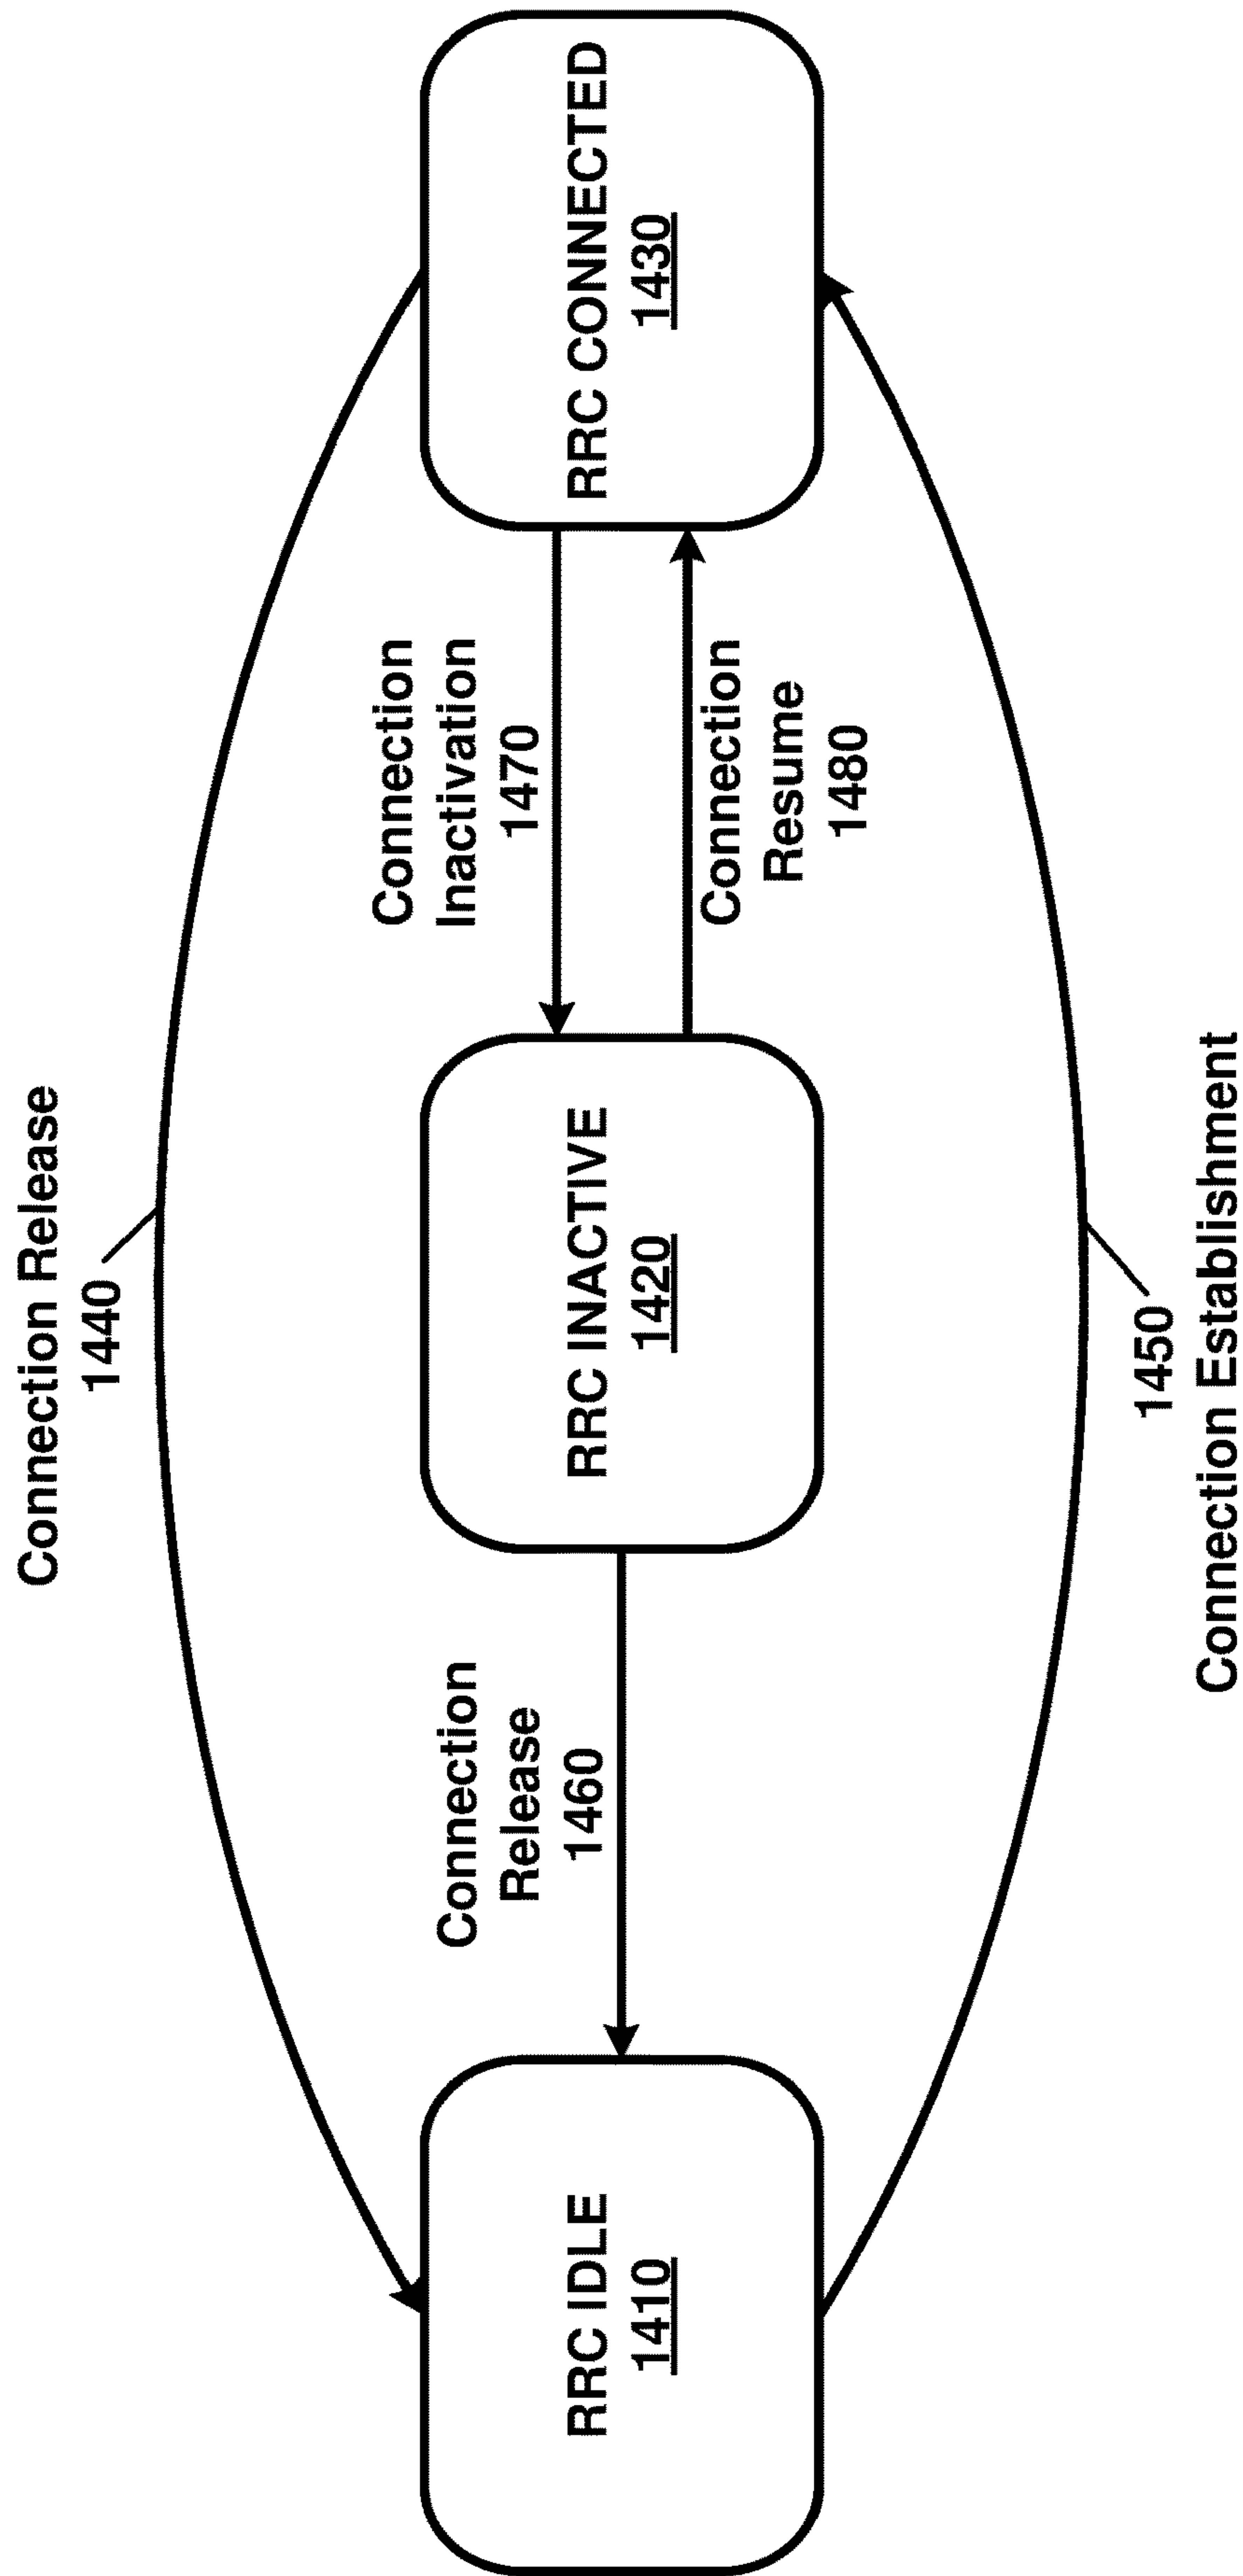 Connection Release
1440
Connection
Release
1460
Connection
Inactivation
1470
RRC IDLE
1410
RRC INACTIVE
1420
RRC CONNECTED
1430
Connection
Resume
1480
1450
Connection Establishment